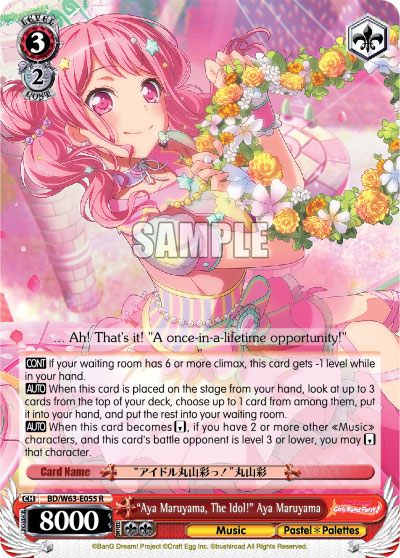 LEVEL
3
2
COST
SAMPLE
... Ah! That's it! "A once-in-a-lifetime opportunity!"
CONT If your waiting room has 6 or more climax, this card gets -1 level while
in your hand.
AUTO When this card is placed on the stage from your hand, look at up to 3
cards from the top of your deck, choose up to 1 card from among them, put
it into your hand, and put the rest into your waiting room.
AUTO When this card becomes [▼], if you have 2 or more other «Music»
characters, and this card's battle opponent is level 3 or lower, you may [▼]
that character.
Card Name "アイドル丸山彩っ♪"丸山彩
CH BD/W63-E055 R
"Aya Maruyama, The Idol!" Aya Maruyama
Girls Band Party!
POWER
8000
Music
Pastel*Palettes
©BanG Dream! Project ©Craft Egg Inc. ©bushiroad All Rights Reserved.